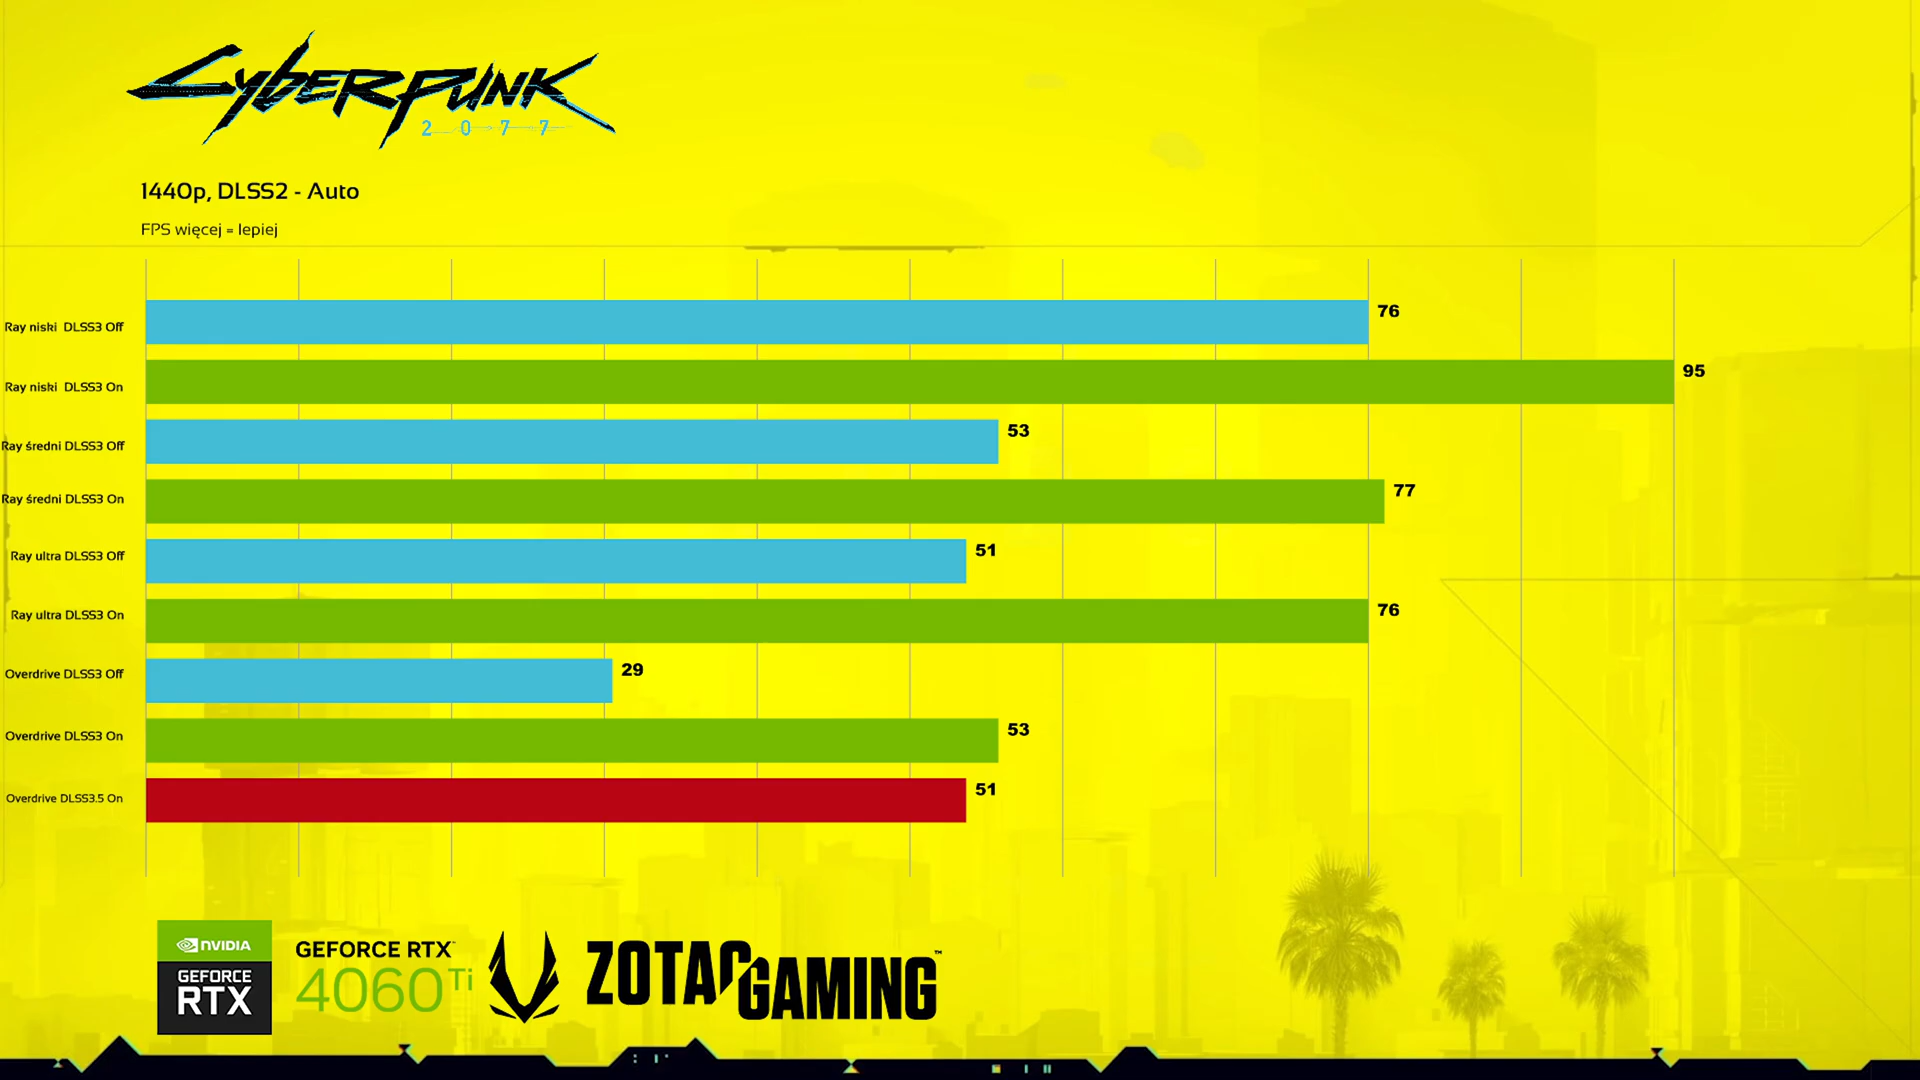 CYBERPUNK
2077
1440p, DLSS2 - Auto
FPS więcej = lepiej
Ray niski DLSS3 Off
76
Ray niski DLSS3 On
95
Ray średni DLSS3 Off
53
Ray średni DLSS3 On
77
Ray ultra DLSS3 Off
51
Ray ultra DLSS3 On
76
Overdrive DLSS3 Off
29
Overdrive DLSS3 On
53
Overdrive DLSS3.5 On
51
NVIDIA
GEFORCE
RTX
GEFORCE RTX™
4060 Ti
ZOTAC GAMING™